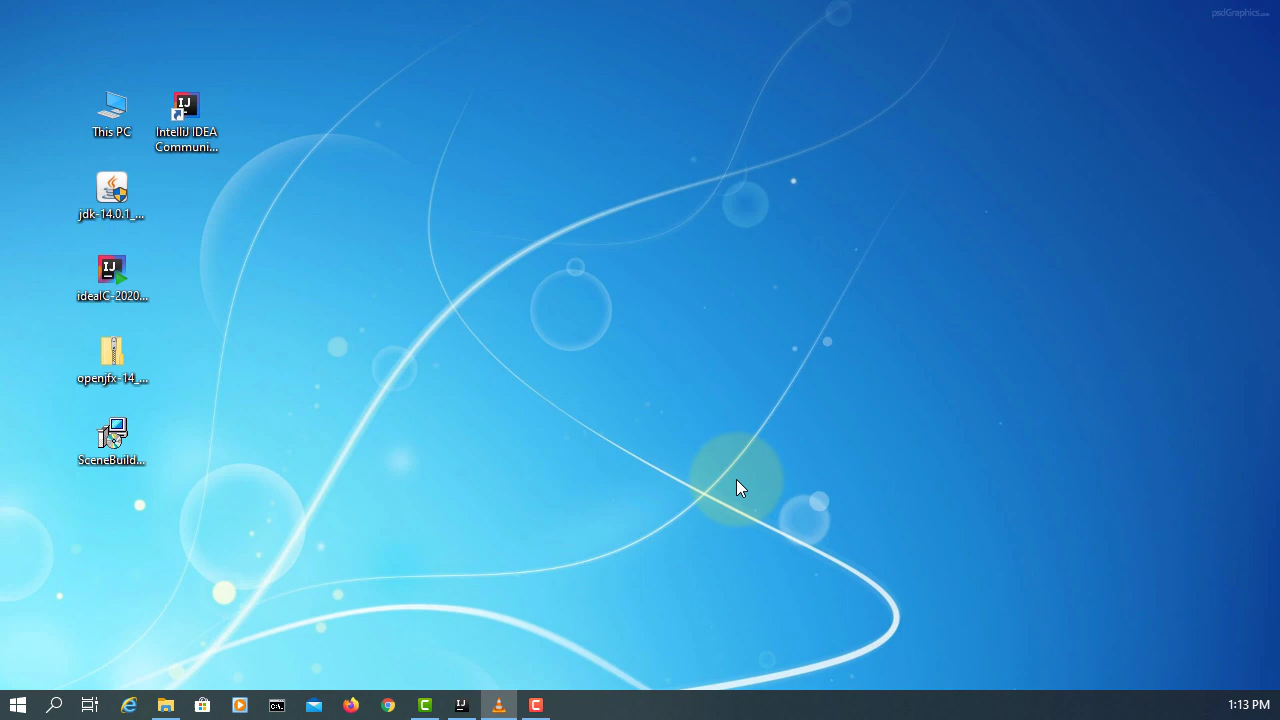 psdGraphics.com
This PC
IntelliJ IDEA
Communi...
jdk-14.0.1_...
ideaIC-2020...
openjfx-14_...
SceneBuild...
1:13 PM